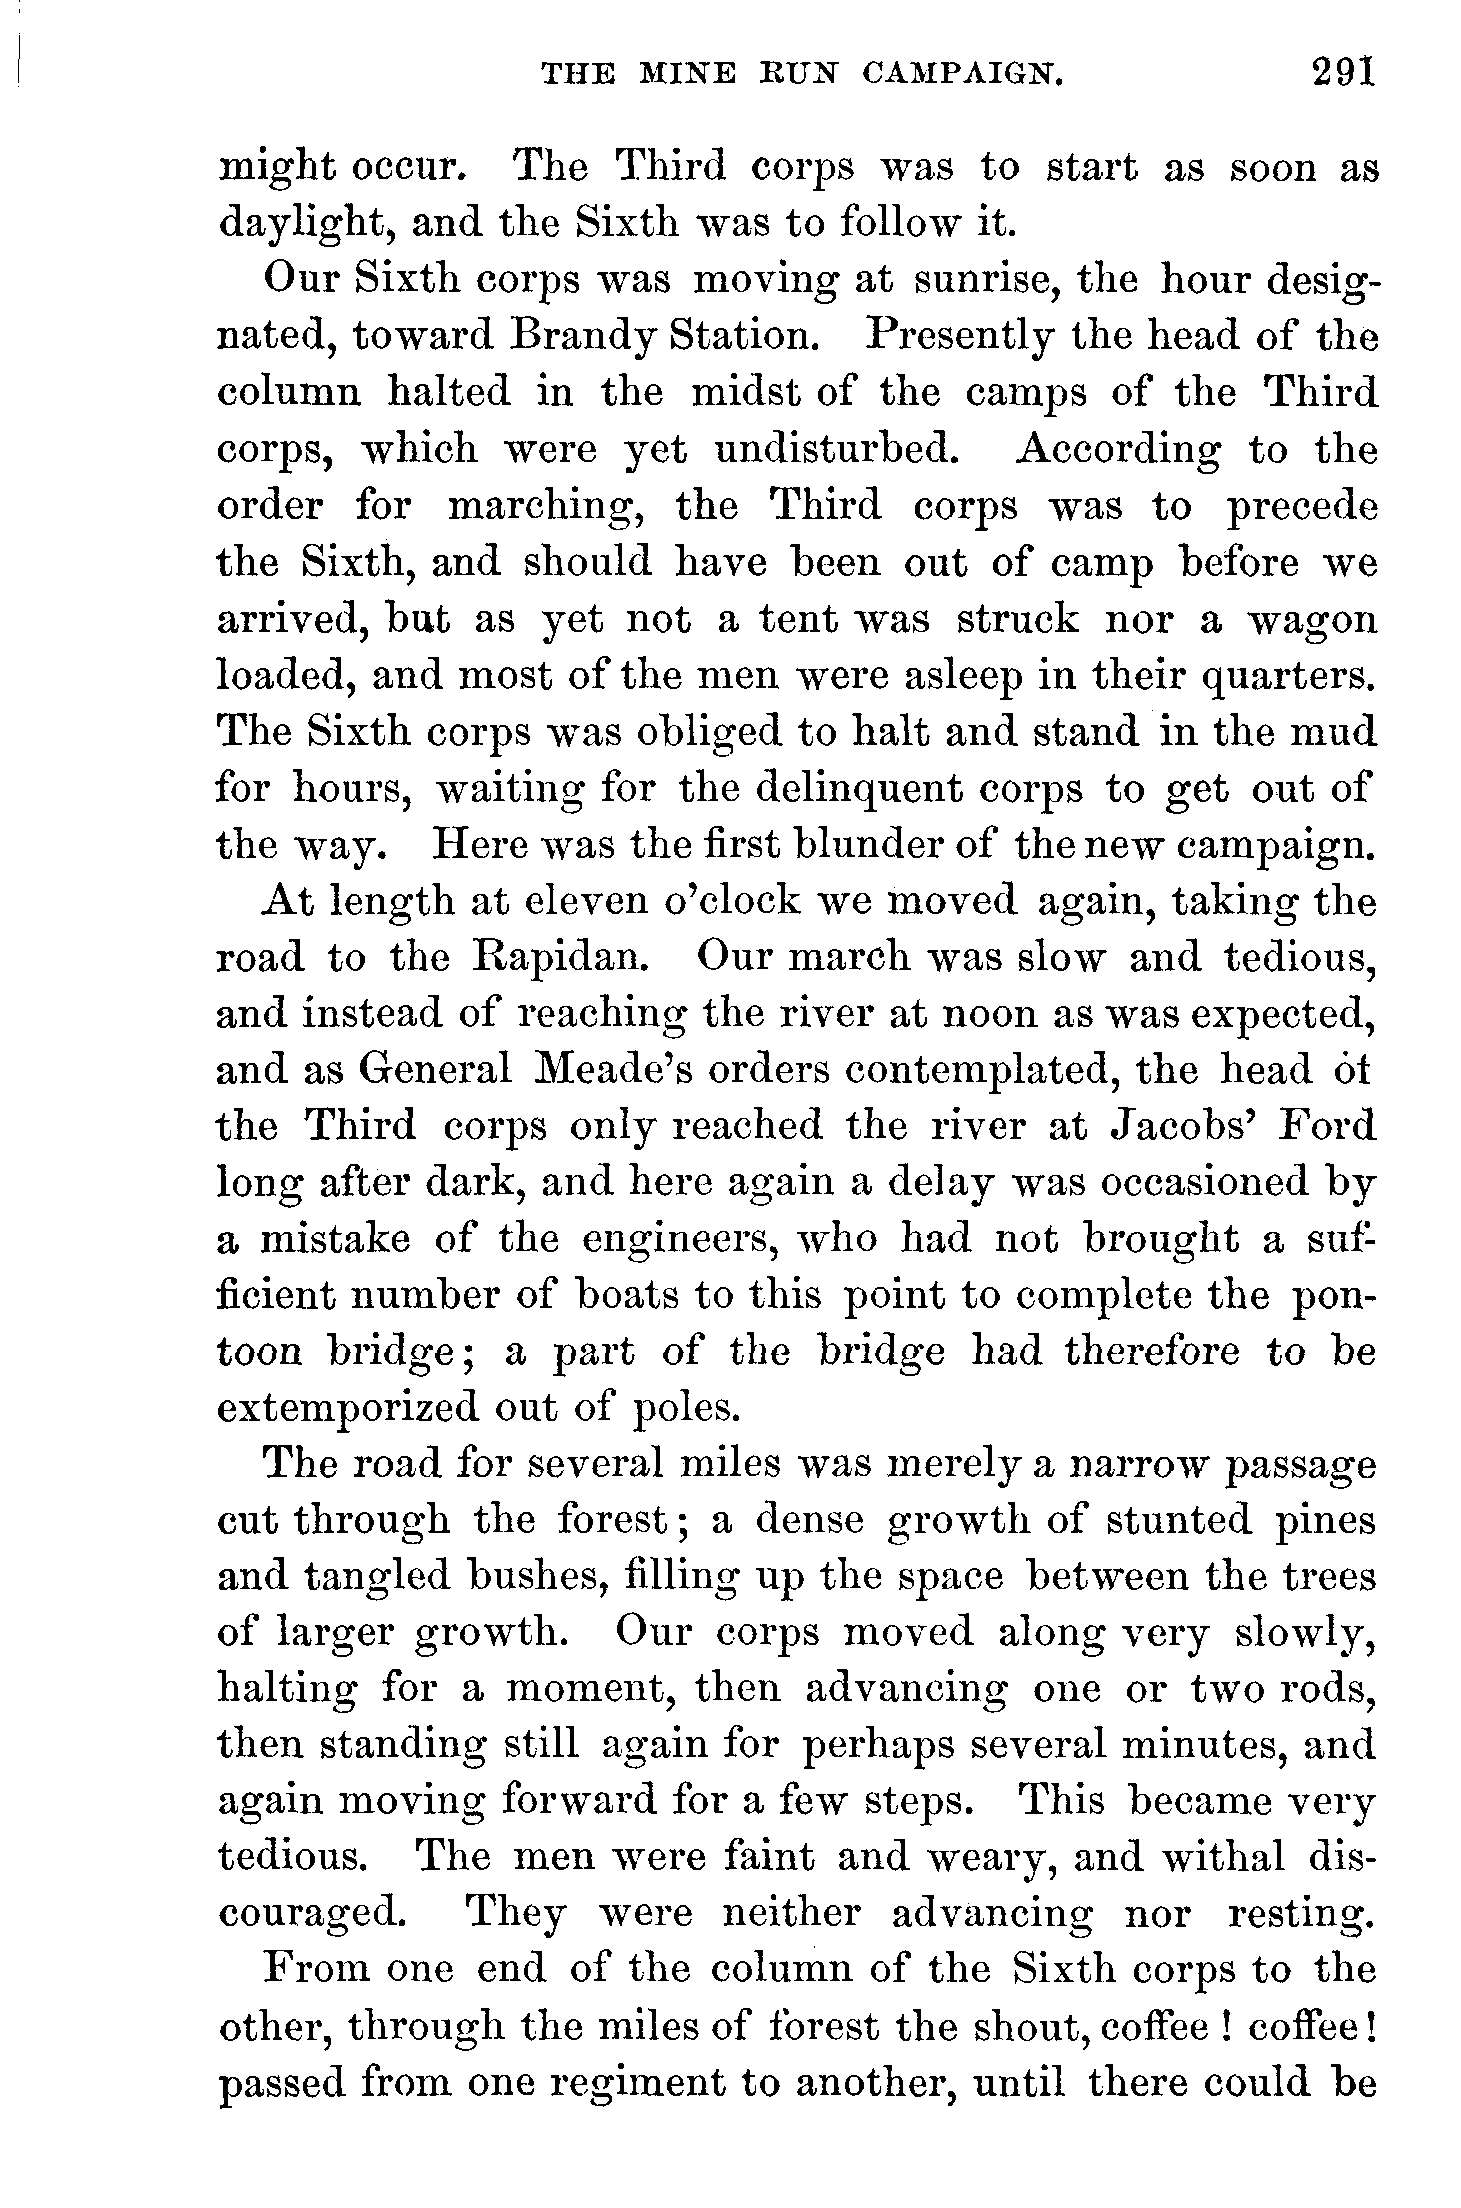 THE MINE RUN CAMPAIGN. 291
might occur. The Third corps was to start as soon as
daylight, and the Sixth was to follow it.
Our Sixth corps was moving at sunrise, the hour desig-
nated, toward Brandy Station. Presently the head of the
column halted in the midst of the camps of the Third
corps, which were yet undisturbed. According to the
order for marching, the Third corps was to precede
the Sixth, and should have been out of camp before we
arrived, but as yet not a tent was struck nor a wagon
loaded, and most of the men were asleep in their quarters.
The Sixth corps was obliged to halt and stand in the mud
for hours, waiting for the delinquent corps to get out of
the way. Here was the first blunder of the new campaign.
At length at eleven o'clock we moved again, taking the
road to the Rapidan. Our march was slow and tedious,
and instead of reaching the river at noon as was expected,
and as General Meade's orders contemplated, the head of
the Third corps only reached the river at Jacobs' Ford
long after dark, and here again a delay was occasioned by
a mistake of the engineers, who had not brought a suf-
ficient number of boats to this point to complete the pon-
toon bridge; a part of the bridge had therefore to be
extemporized out of poles.
The road for several miles was merely a narrow passage
cut through the forest; a dense growth of stunted pines
and tangled bushes, filling up the space between the trees
of larger growth. Our corps moved along very slowly,
halting for a moment, then advancing one or two rods,
then standing still again for perhaps several minutes, and
again moving forward for a few steps. This became very
tedious. The men were faint and weary, and withal dis-
couraged. They were neither advancing nor resting.
From one end of the column of the Sixth corps to the
other, through the miles of forest the shout, coffee! coffee!
passed from one regiment to another, until there could be